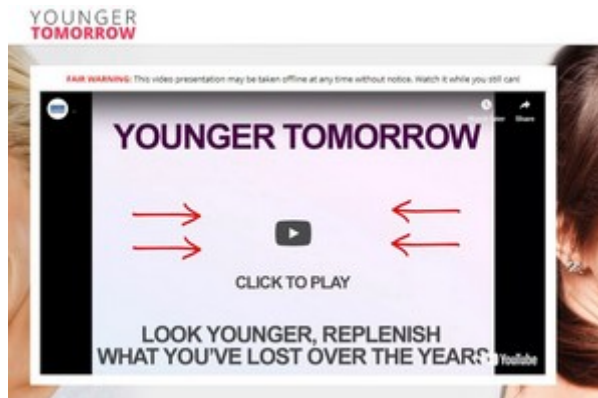 YOUNGER
TOMORROW
FAIR WARNING: This video presentation may be taken offline at any time without notice. Watch it while you still can!
Share
YOUNGER TOMORROW
CLICK TO PLAY
LOOK YOUNGER, REPLENISH
WHAT YOU'VE LOST OVER THE YEARS
YouTube